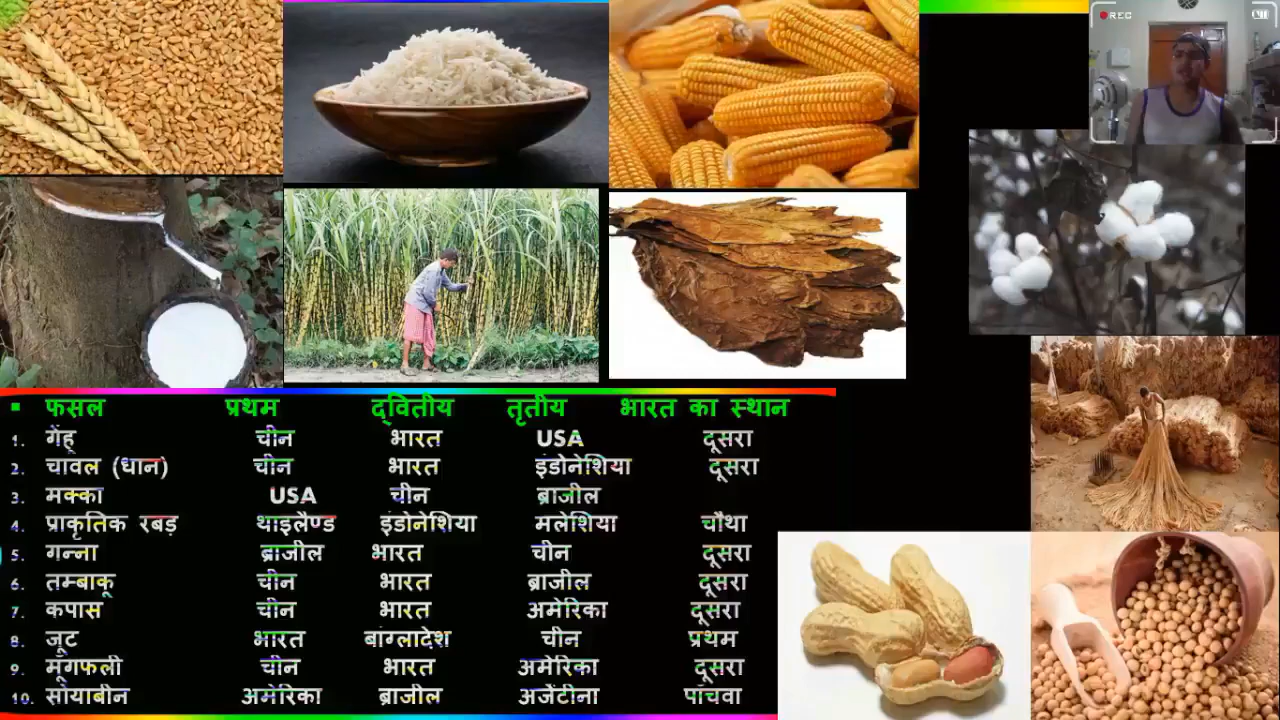 REC
▪ फसल प्रथम द्वितीय तृतीय भारत का स्थान
1. गेंहू चीन भारत USA दूसरा
2. चावल (धान) चीन भारत इंडोनेशिया दूसरा
3. मक्का USA चीन ब्राजील
4. प्राकृतिक रबड़ थाइलैण्ड इंडोनेशिया मलेशिया चौथा
5. गन्ना ब्राजील भारत चीन दूसरा
6. तम्बाकू चीन भारत ब्राजील दूसरा
7. कपास चीन भारत अमेरिका दूसरा
8. जूट भारत बांग्लादेश चीन प्रथम
9. मूंगफली चीन भारत अमेरिका दूसरा
10. सोयाबीन अमेरिका ब्राजील अर्जेंटीना पांचवा